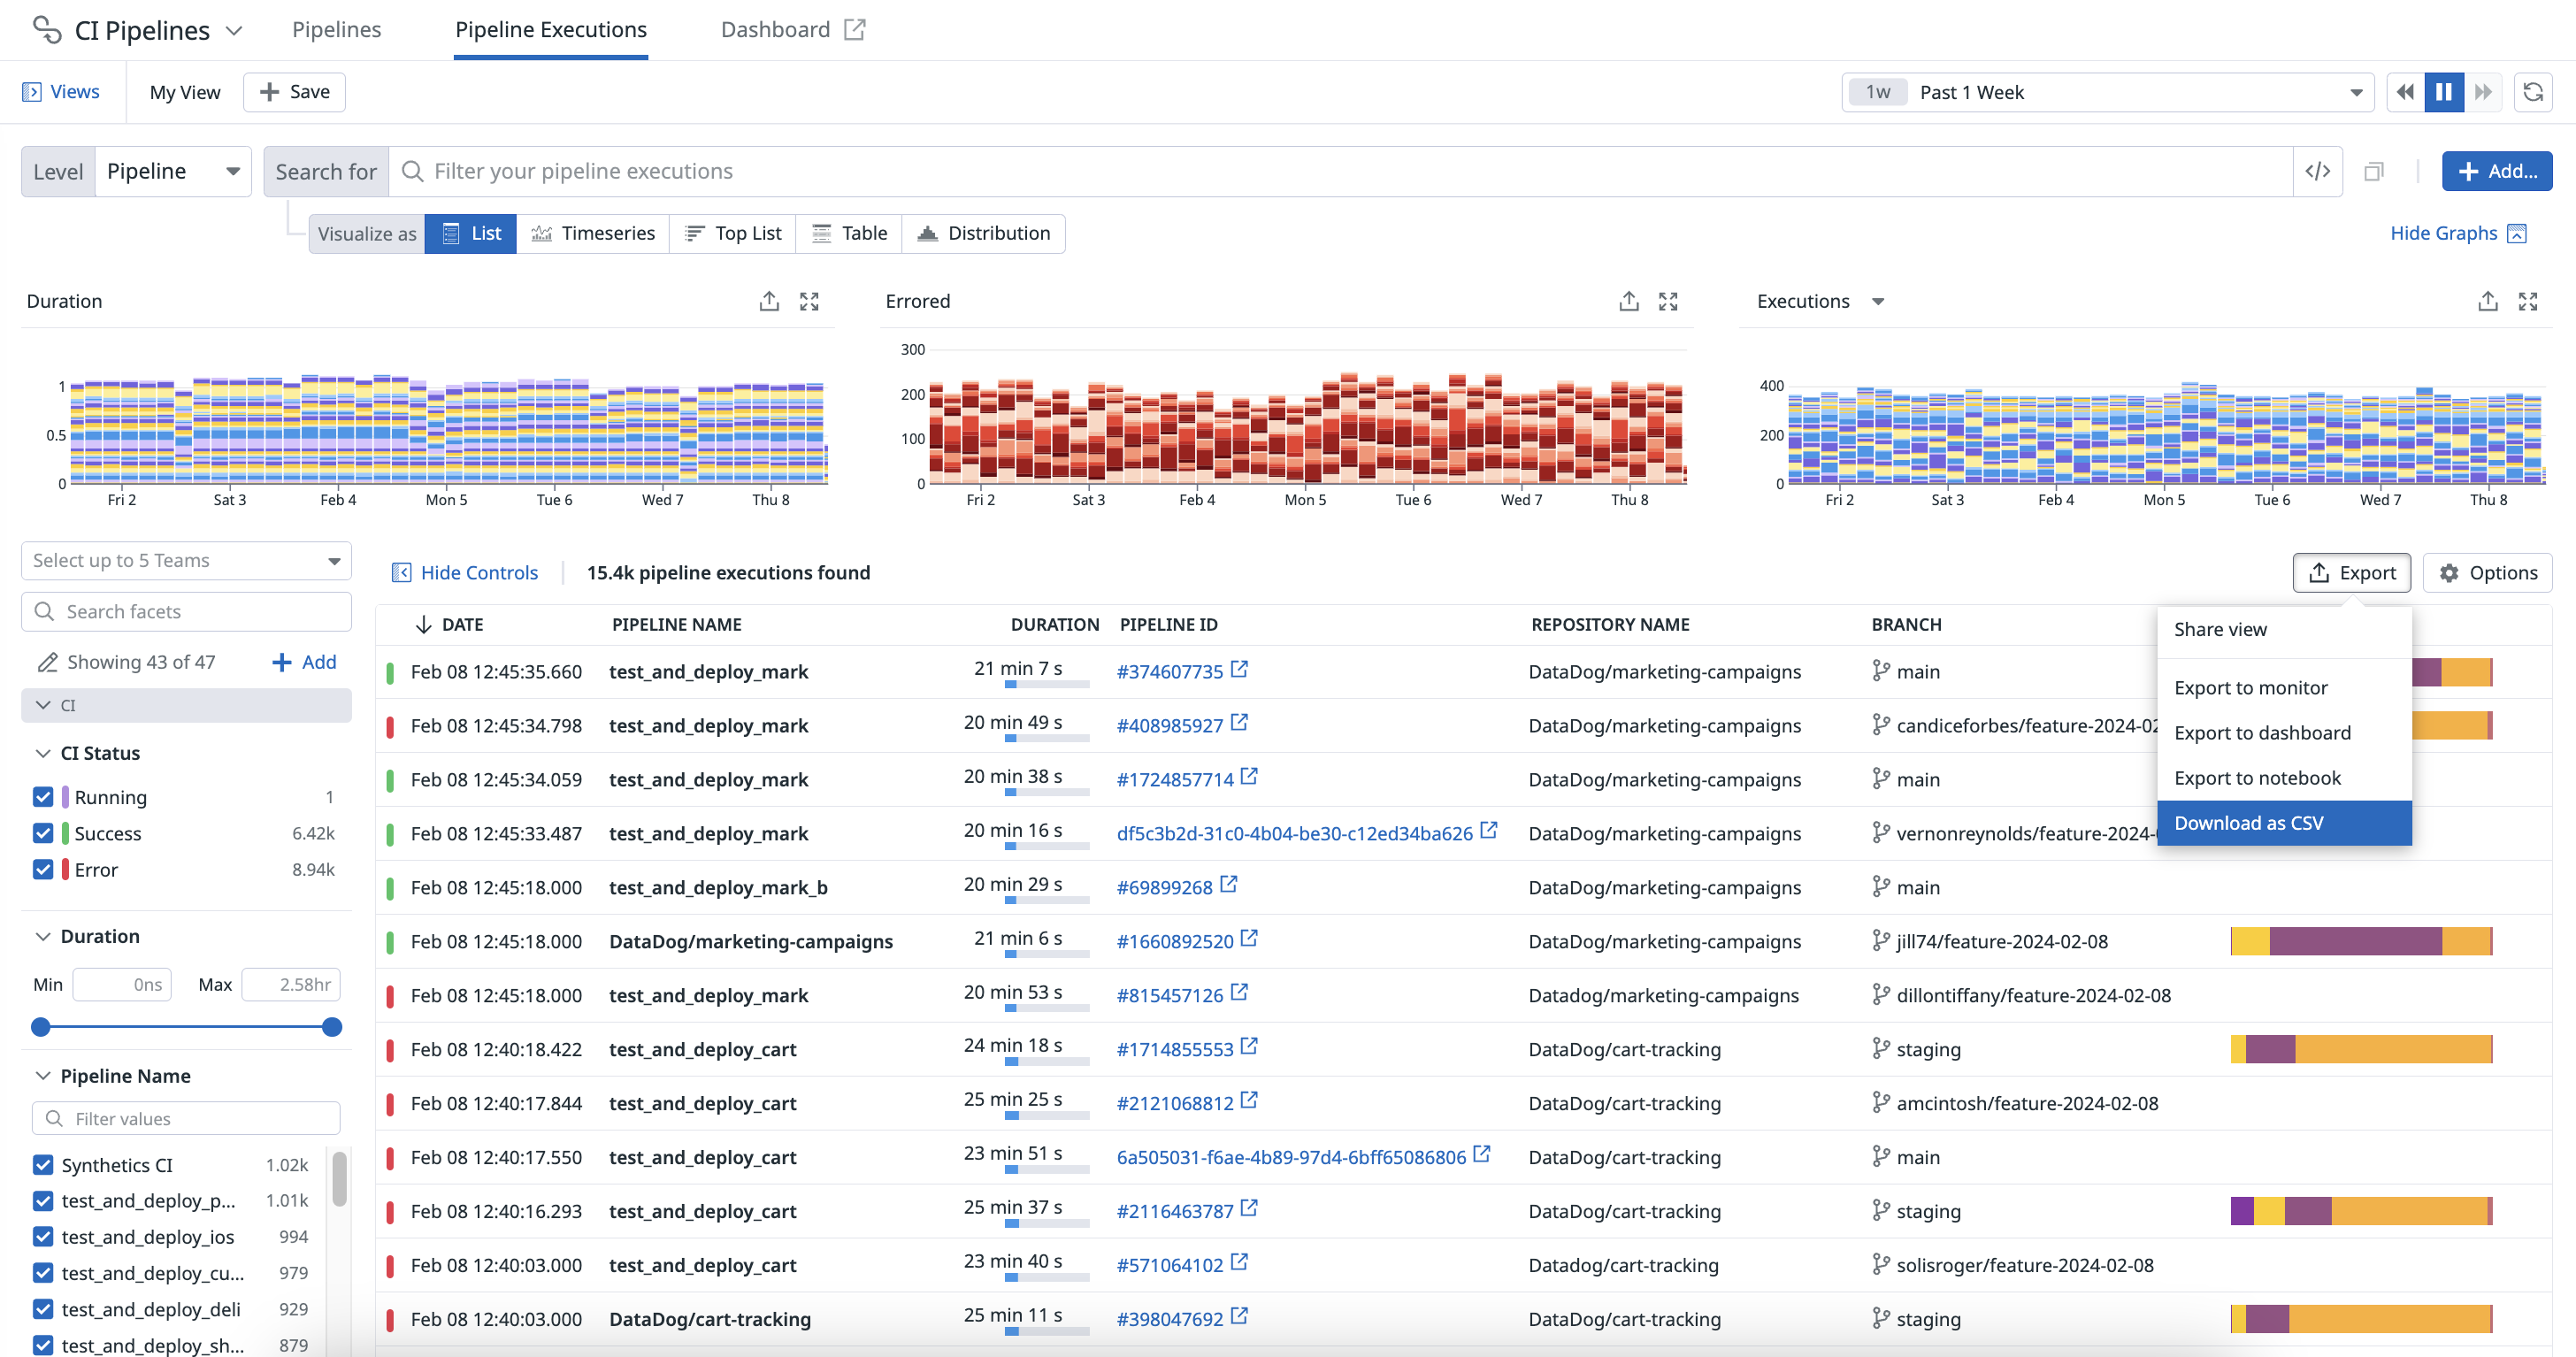 CI Pipelines Pipelines Pipeline Executions Dashboard
Views My View Save 1w Past 1 Week
Level Pipeline Search for Filter your pipeline executions </> Add...
Visualize as List Timeseries Top List Table Distribution Hide Graphs
Duration Errored Executions
1
0.5
0
Fri 2 Sat 3 Feb 4 Mon 5 Tue 6 Wed 7 Thu 8
300
200
100
0
Fri 2 Sat 3 Feb 4 Mon 5 Tue 6 Wed 7 Thu 8
400
200
0
Fri 2 Sat 3 Feb 4 Mon 5 Tue 6 Wed 7 Thu 8
Select up to 5 Teams
Search facets
Showing 43 of 47 Add
CI
CI Status
Running 1
Success 6.42k
Error 8.94k
Duration
Min 0ns Max 2.58hr
Pipeline Name
Filter values
Synthetics CI 1.02k
test_and_deploy_p... 1.01k
test_and_deploy_ios 994
test_and_deploy_cu... 979
test_and_deploy_deli 929
test_and_deploy_sh... 879
Hide Controls 15.4k pipeline executions found Export Options
DATE PIPELINE NAME DURATION PIPELINE ID REPOSITORY NAME BRANCH
Feb 08 12:45:35.660 test_and_deploy_mark 21 min 7 s #374607735 DataDog/marketing-campaigns main
Feb 08 12:45:34.798 test_and_deploy_mark 20 min 49 s #408985927 DataDog/marketing-campaigns candiceforbes/feature-2024-02
Feb 08 12:45:34.059 test_and_deploy_mark 20 min 38 s #1724857714 DataDog/marketing-campaigns main
Feb 08 12:45:33.487 test_and_deploy_mark 20 min 16 s df5c3b2d-31c0-4b04-be30-c12ed34ba626 DataDog/marketing-campaigns vernonreynolds/feature-2024-
Feb 08 12:45:18.000 test_and_deploy_mark_b 20 min 29 s #69899268 DataDog/marketing-campaigns main
Feb 08 12:45:18.000 DataDog/marketing-campaigns 21 min 6 s #1660892520 DataDog/marketing-campaigns jill74/feature-2024-02-08
Feb 08 12:45:18.000 test_and_deploy_mark 20 min 53 s #815457126 Datadog/marketing-campaigns dillontiffany/feature-2024-02-08
Feb 08 12:40:18.422 test_and_deploy_cart 24 min 18 s #1714855553 DataDog/cart-tracking staging
Feb 08 12:40:17.844 test_and_deploy_cart 25 min 25 s #2121068812 DataDog/cart-tracking amcintosh/feature-2024-02-08
Feb 08 12:40:17.550 test_and_deploy_cart 23 min 51 s 6a505031-f6ae-4b89-97d4-6bff65086806 DataDog/cart-tracking main
Feb 08 12:40:16.293 test_and_deploy_cart 25 min 37 s #2116463787 DataDog/cart-tracking staging
Feb 08 12:40:03.000 test_and_deploy_cart 23 min 40 s #571064102 Datadog/cart-tracking solisroger/feature-2024-02-08
Feb 08 12:40:03.000 DataDog/cart-tracking 25 min 11 s #398047692 DataDog/cart-tracking staging
Share view
Export to monitor
Export to dashboard
Export to notebook
Download as CSV